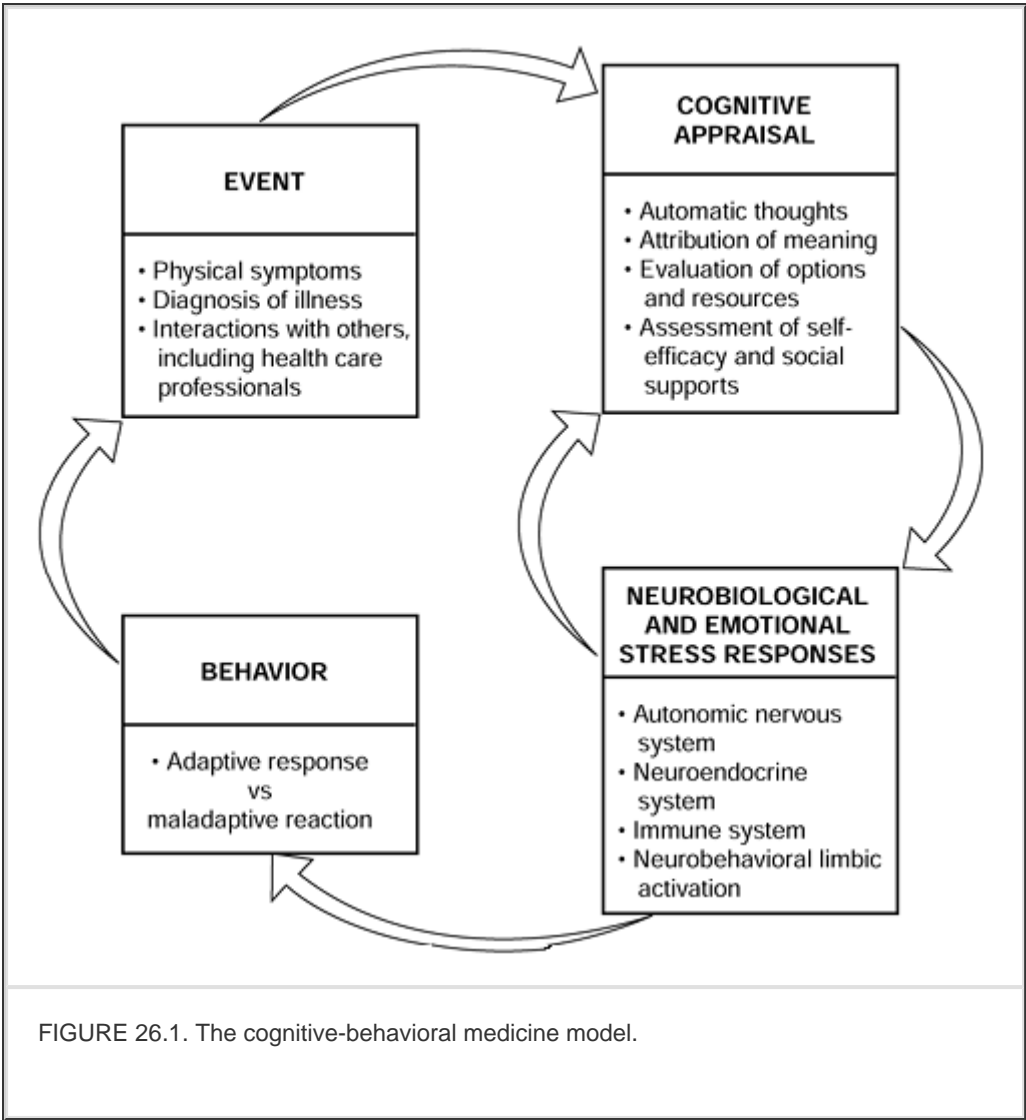 EVENT
• Physical symptoms
• Diagnosis of illness
• Interactions with others,
including health care
professionals
COGNITIVE
APPRAISAL
• Automatic thoughts
• Attribution of meaning
• Evaluation of options
and resources
• Assessment of self-
efficacy and social
supports
NEUROBIOLOGICAL
AND EMOTIONAL
STRESS RESPONSES
• Autonomic nervous
system
• Neuroendocrine
system
• Immune system
• Neurobehavioral limbic
activation
BEHAVIOR
• Adaptive response
vs
maladaptive reaction
FIGURE 26.1. The cognitive-behavioral medicine model.